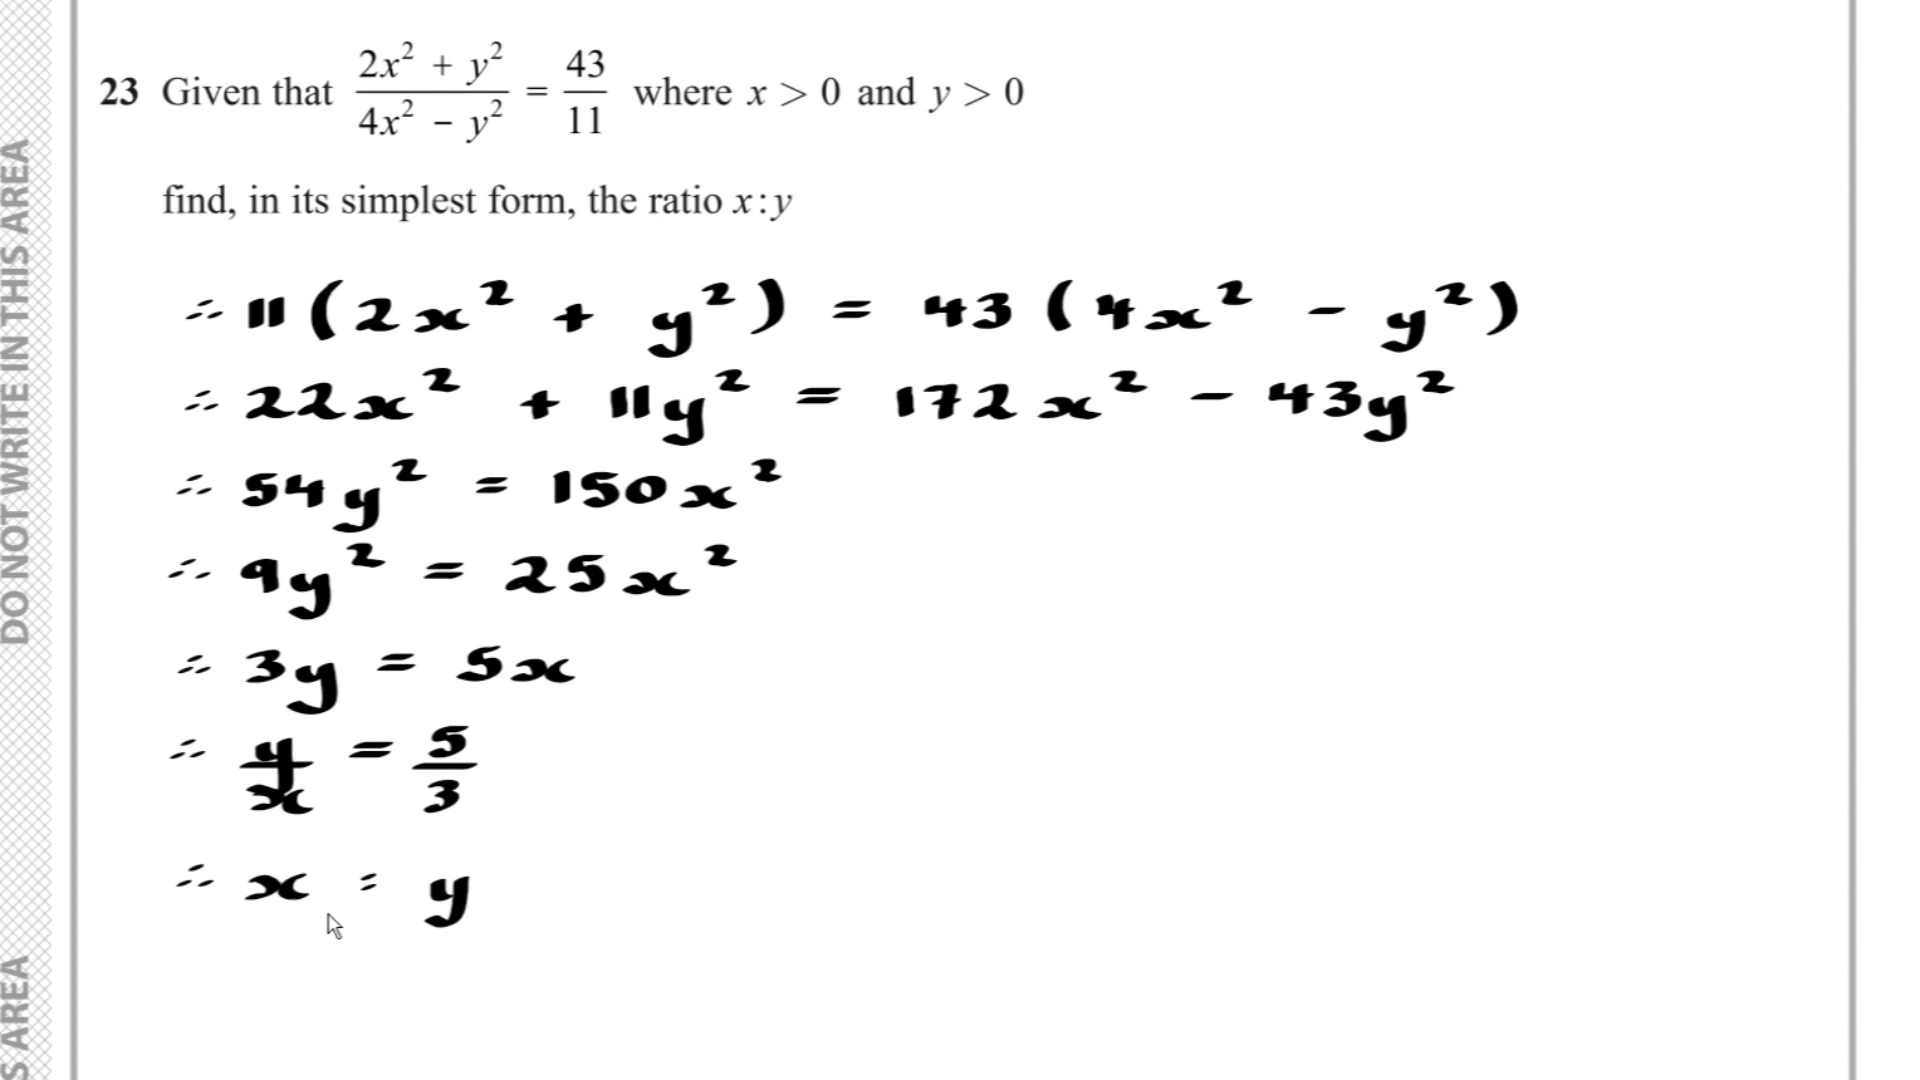 23 Given that (2x² + y²)/(4x² − y²) = 43/11 where x > 0 and y > 0
find, in its simplest form, the ratio x:y
∴ 11(2x² + y²) = 43(4x² − y²)
∴ 22x² + 11y² = 172x² − 43y²
∴ 54y² = 150x²
∴ 9y² = 25x²
∴ 3y = 5x
∴ y/x = 5/3
∴ x : y
DO NOT WRITE IN THIS AREA
S AREA